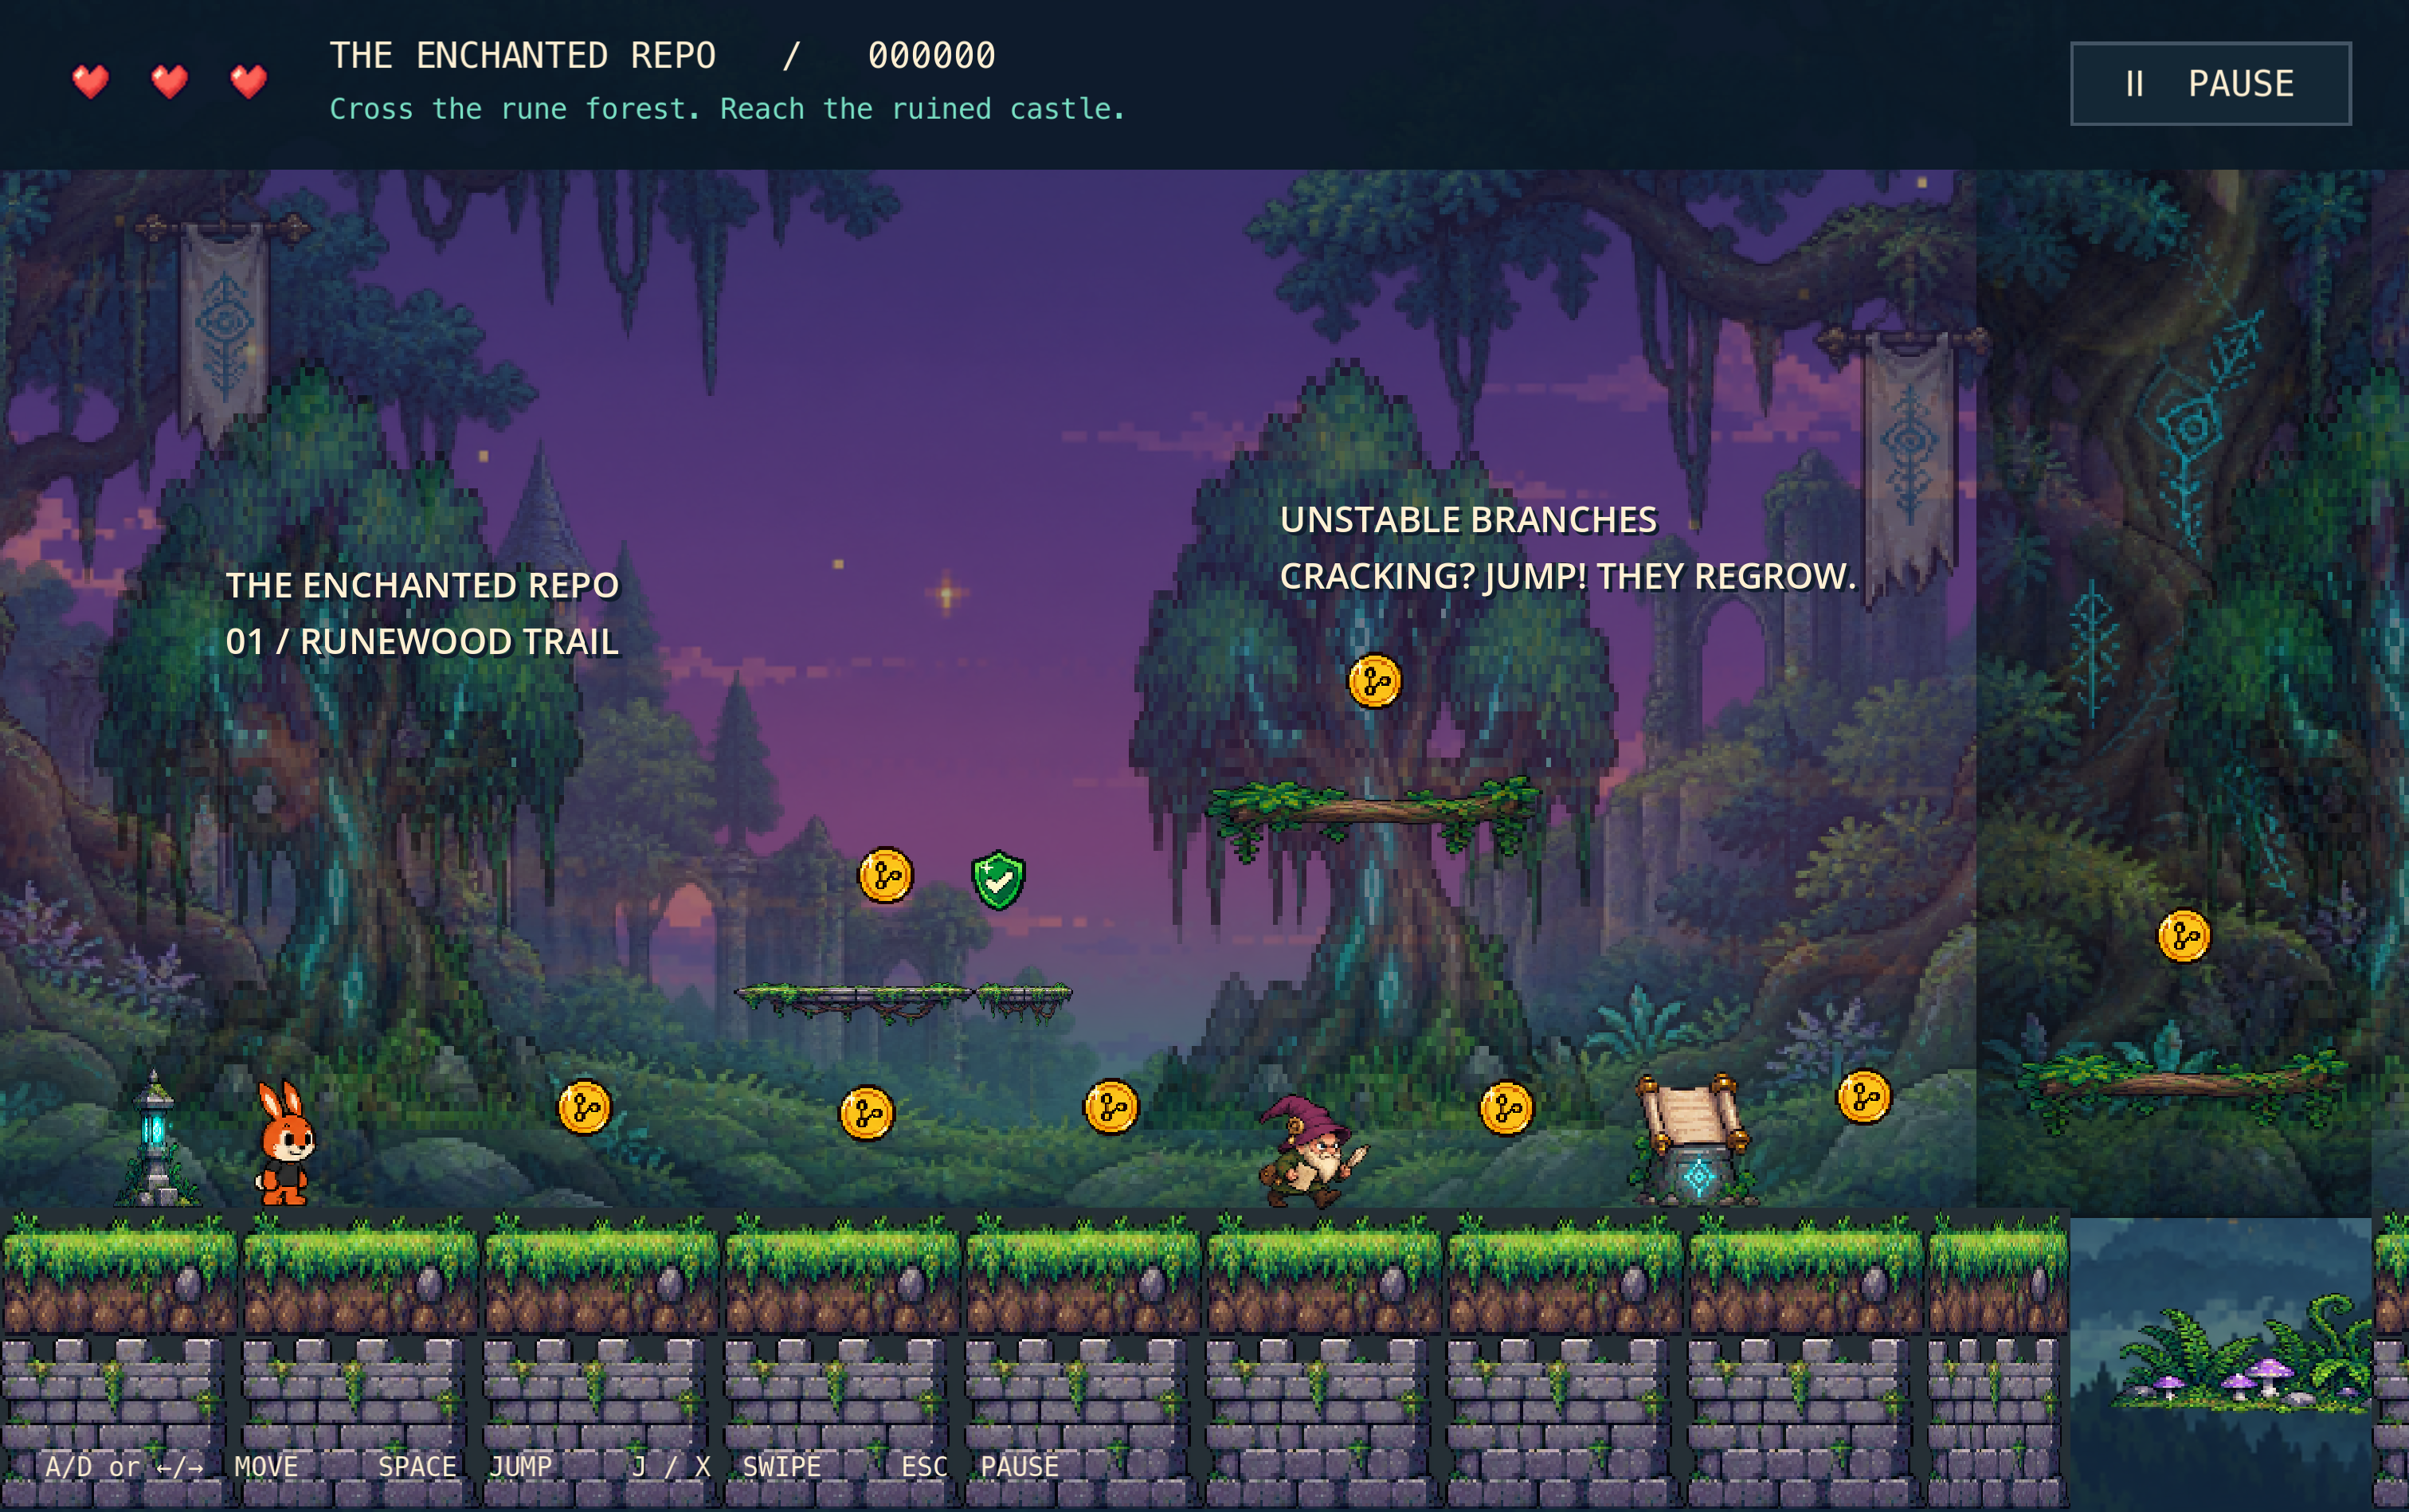 THE ENCHANTED REPO / 000000
Cross the rune forest. Reach the ruined castle.
II PAUSE
UNSTABLE BRANCHES
CRACKING? JUMP! THEY REGROW.
THE ENCHANTED REPO
01 / RUNEWOOD TRAIL
A/D or ←/→ MOVE SPACE JUMP J / X SWIPE ESC PAUSE